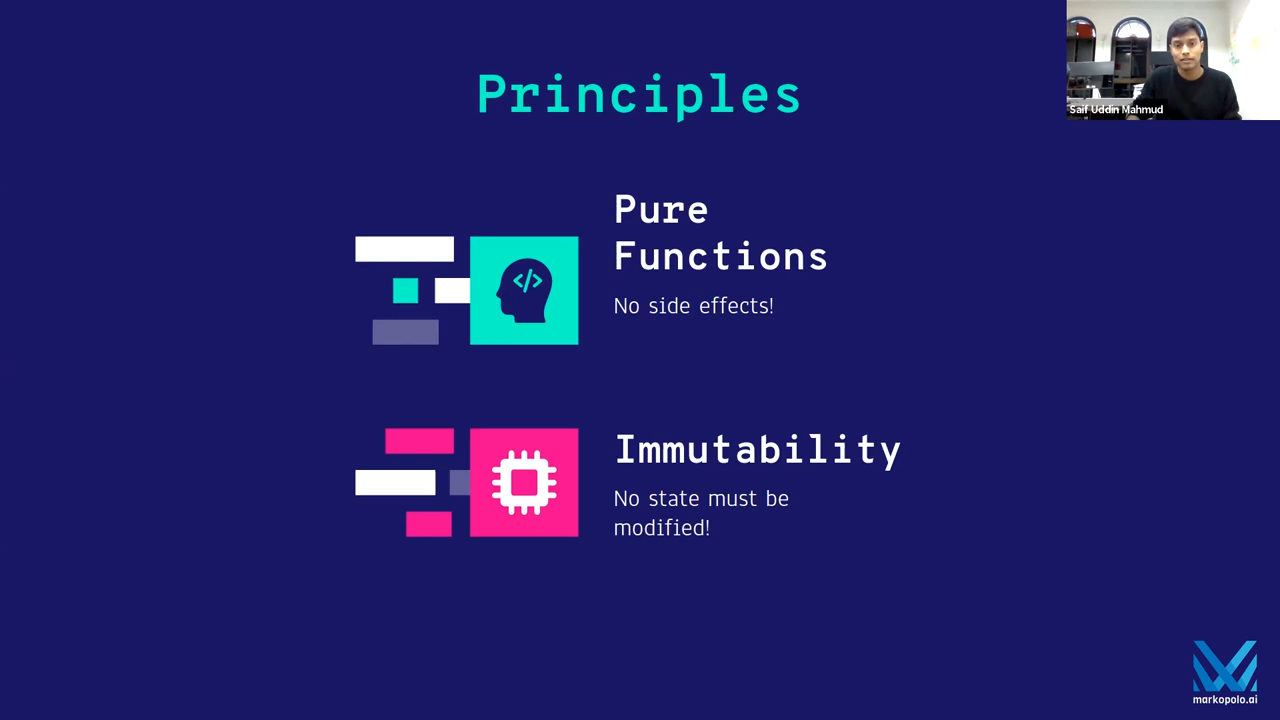 Principles
Saif Uddin Mahmud
Pure
Functions
No side effects!
</>
Immutability
No state must be
modified!
markopolo.ai